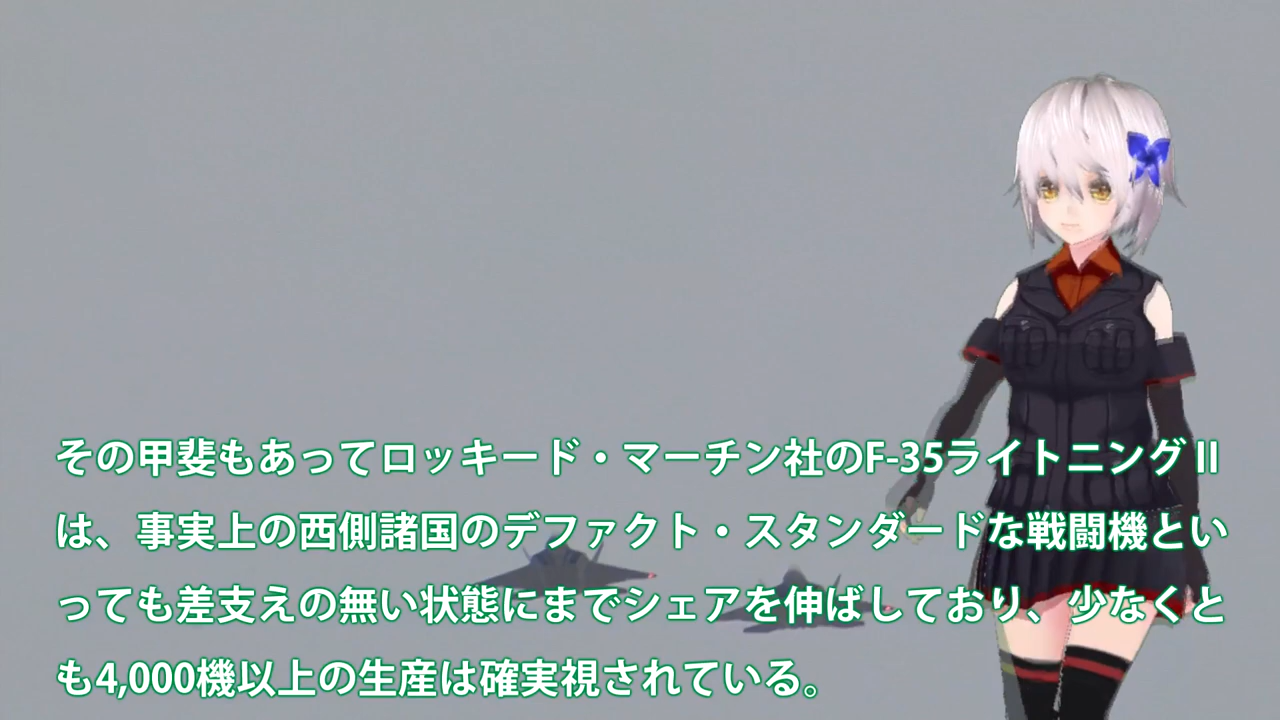 その甲斐もあってロッキード・マーチン社のF-35ライトニングⅡ
は、事実上の西側諸国のデファクト・スタンダードな戦闘機とい
っても差支えの無い状態にまでシェアを伸ばしており、少なくと
も4,000機以上の生産は確実視されている。